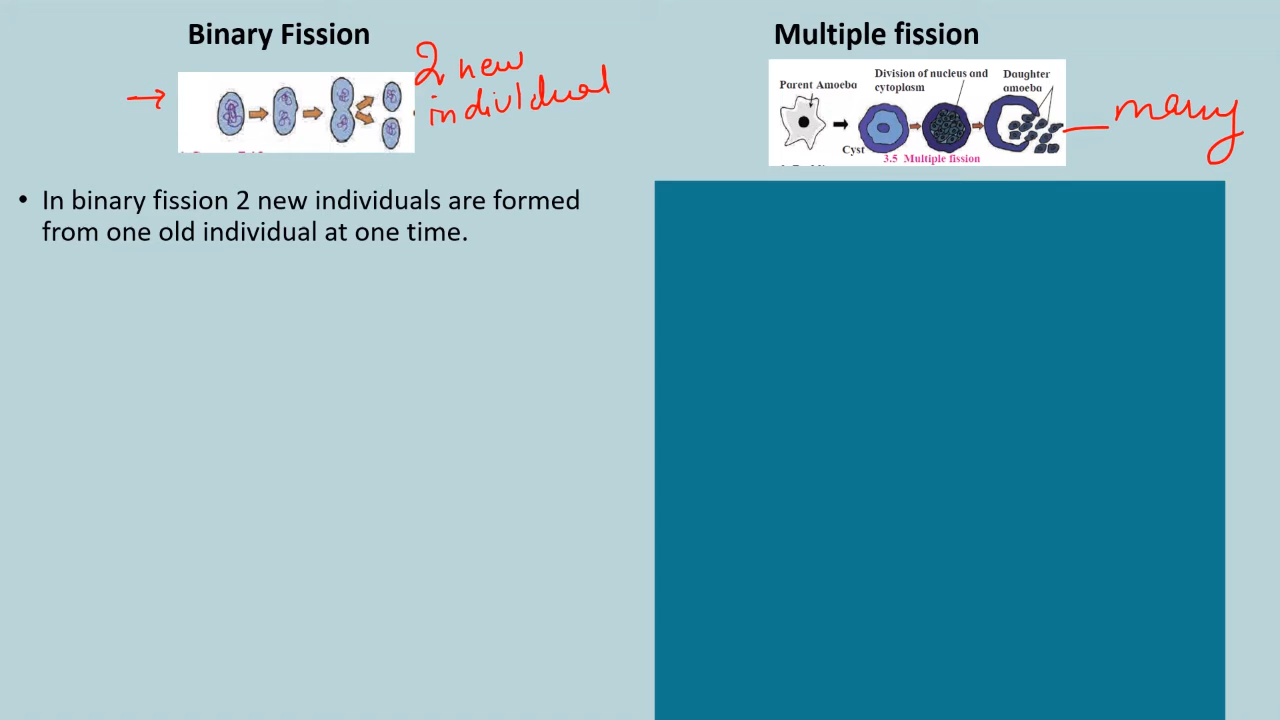 Binary Fission
2 new
individual
• In binary fission 2 new individuals are formed
from one old individual at one time.
Multiple fission
Parent Amoeba
Division of nucleus and
cytoplasm
Daughter
amoeba
Cyst
3.5 Multiple fission
many